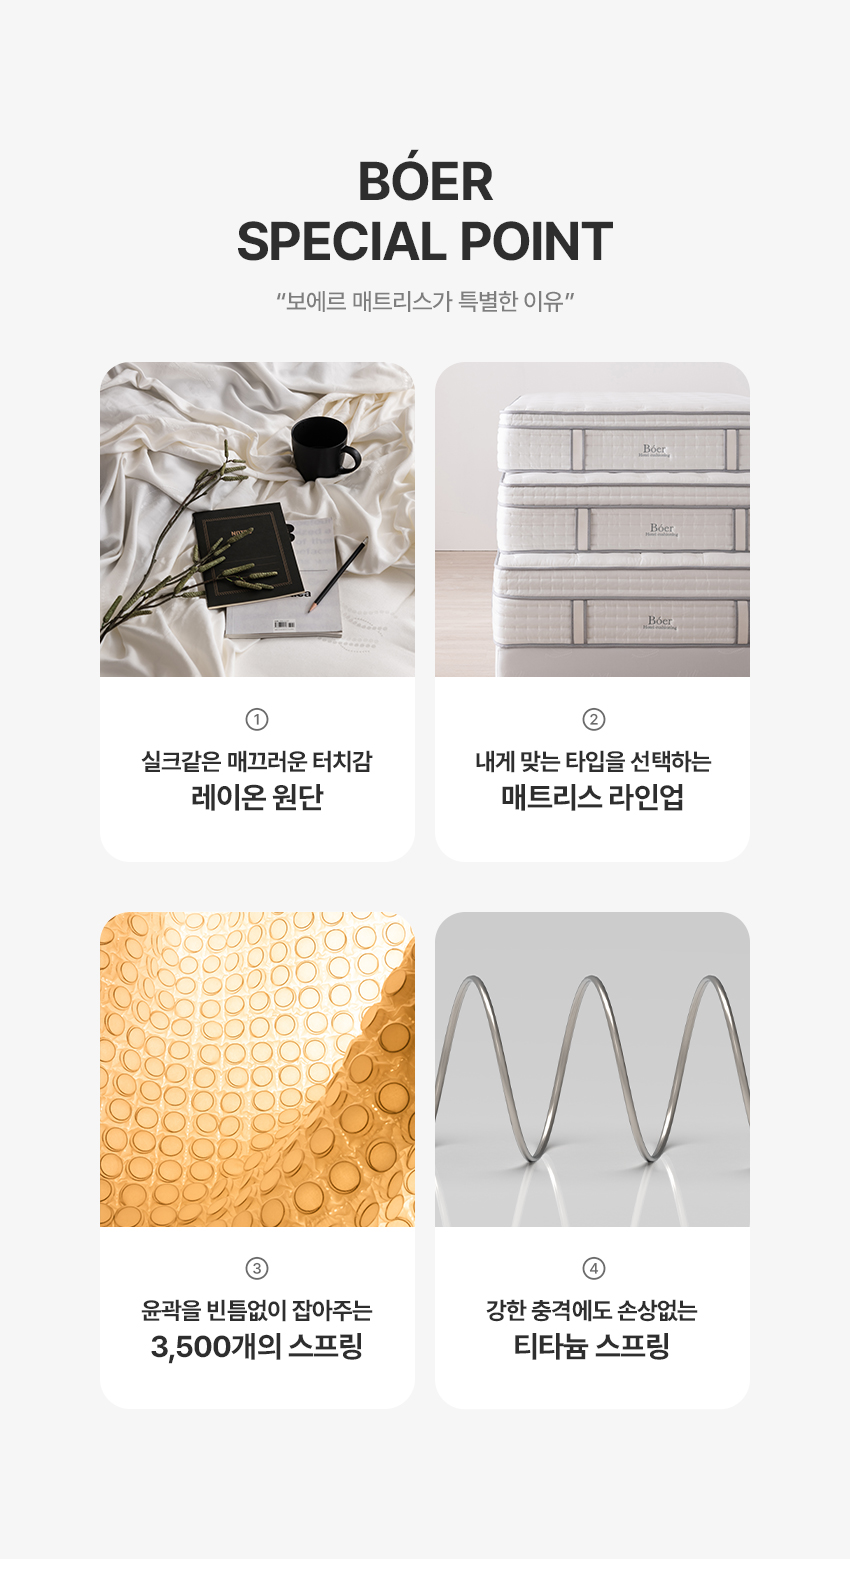 BÓER
SPECIAL POINT
“보에르 매트리스가 특별한 이유”
Bóer
Bóer
Bóer
①
실크같은 매끄러운 터치감
레이온 원단
②
내게 맞는 타입을 선택하는
매트리스 라인업
③
윤곽을 빈틈없이 잡아주는
3,500개의 스프링
④
강한 충격에도 손상없는
티타늄 스프링